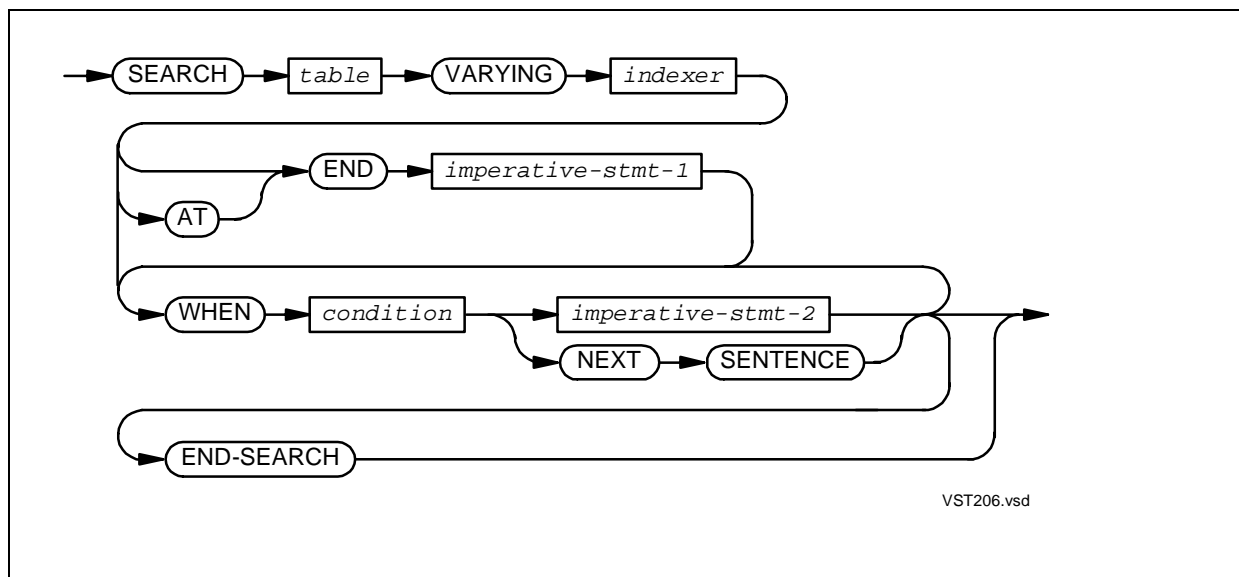 SEARCH table VARYING indexer
END imperative-stmt-1
AT
WHEN condition imperative-stmt-2
NEXT SENTENCE
END-SEARCH
VST206.vsd